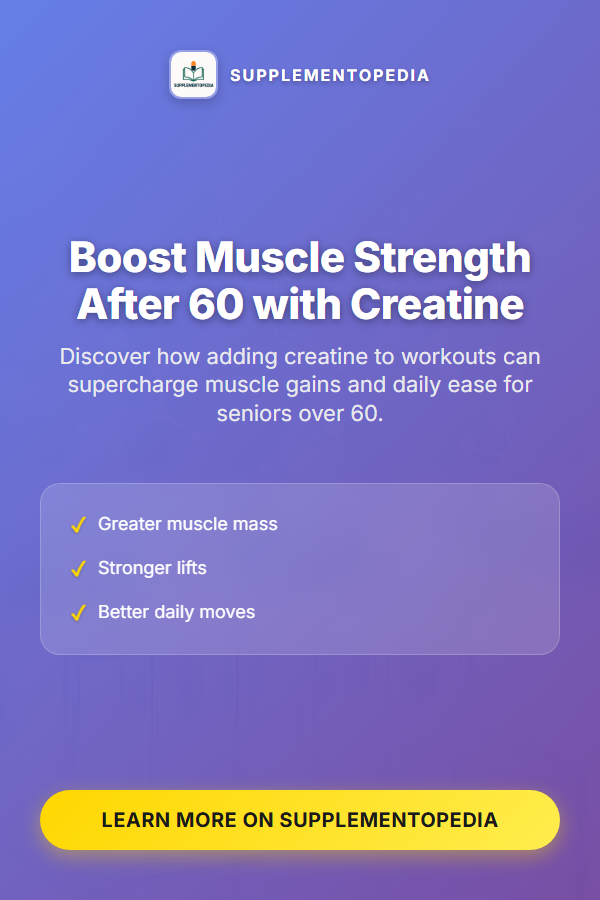 SUPPLEMENTOPEDIA
SUPPLEMENTOPEDIA
Boost Muscle Strength
After 60 with Creatine
Discover how adding creatine to workouts can
supercharge muscle gains and daily ease for
seniors over 60.
✓ Greater muscle mass
✓ Stronger lifts
✓ Better daily moves
LEARN MORE ON SUPPLEMENTOPEDIA